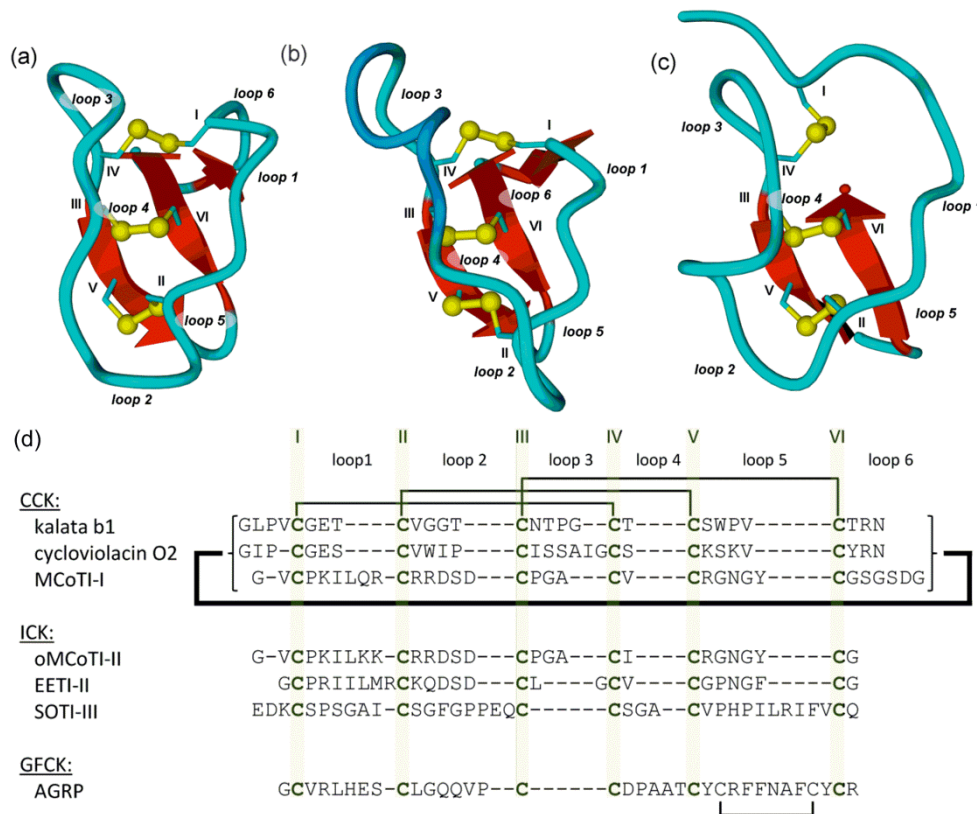 (a)
loop 3
loop 6
I
IV
loop 1
III
loop 4
VI
V
II
loop 5
loop 2
(b)
loop 3
I
IV
loop 1
loop 6
III
VI
loop 4
V
II
loop 5
loop 2
(c)
I
loop 3
IV
III
loop 4
loop 1
VI
V
II
loop 5
loop 2
(d)
I II III IV V VI
loop1 loop 2 loop 3 loop 4 loop 5 loop 6
CCK:
kalata b1 GLPVCGET----CVGGT----CNTPG-CT----CSWPV-----CTRN
cycloviolacin O2 GIP-CGES----CVWIP----CISSAIGCS----CKSKV-----CYRN
MCoTI-I G-VCPKILQR-CRRDSD---CPGA--CV----CRGNGY----CGSGSDG
ICK:
oMCoTI-II G-VCPKILKK-CRRDSD---CPGA--CI----CRGNGY----CG
EETI-II GCPRIILMRCKQDSD---CL---GCV----CGPNGF----CG
SOTI-III EDKCSPSGAI-CSGFGPPEQC------CSGA--CVPHPILRIFVCQ
GFCK:
AGRP GCVRLHES-CLGQQVP--C------CDPAATCYCRFFNAFCYCR